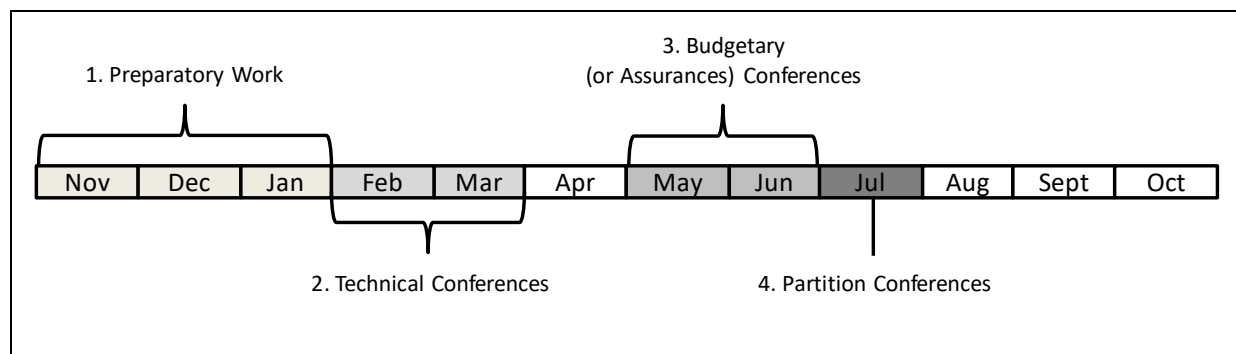 3. Budgetary
(or Assurances) Conferences
1. Preparatory Work
Nov Dec Jan Feb Mar Apr May Jun Jul Aug Sept Oct
2. Technical Conferences
4. Partition Conferences